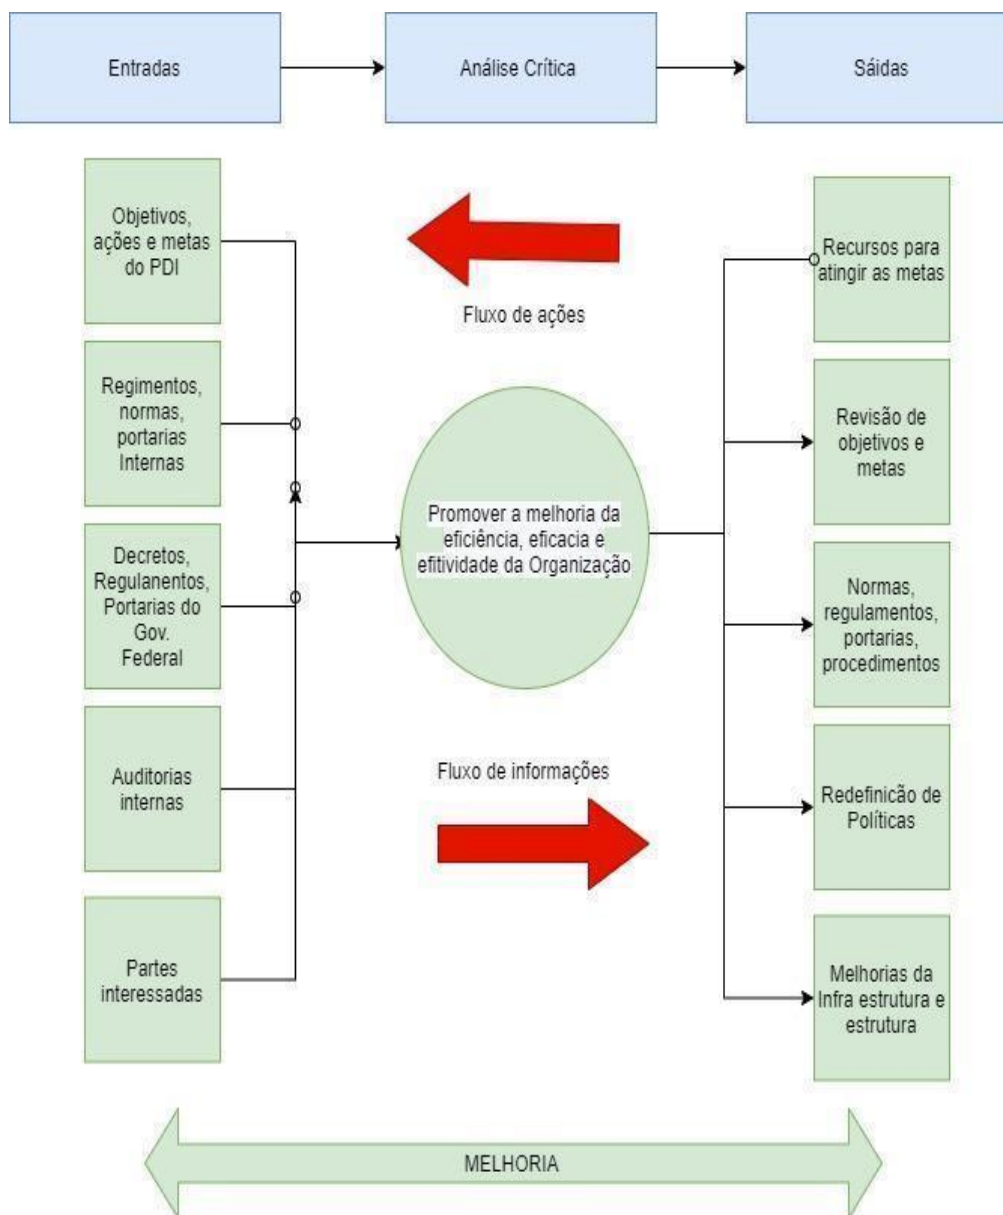 Entradas
Análise Crítica
Sáidas
Objetivos,
ações e metas
do PDI
Regimentos,
normas,
portarias
Internas
Decretos,
Regulanentos,
Portarias do
Gov.
Federal
Auditorias
internas
Partes
interessadas
Fluxo de ações
Promover a melhoria da
eficiência, eficacia e
efitividade da Organização
Fluxo de informações
Recursos para
atingir as metas
Revisão de
objetivos e
metas
Normas,
regulamentos,
portarias,
procedimentos
Redefinicão de
Políticas
Melhorias da
Infra estrutura e
estrutura
MELHORIA